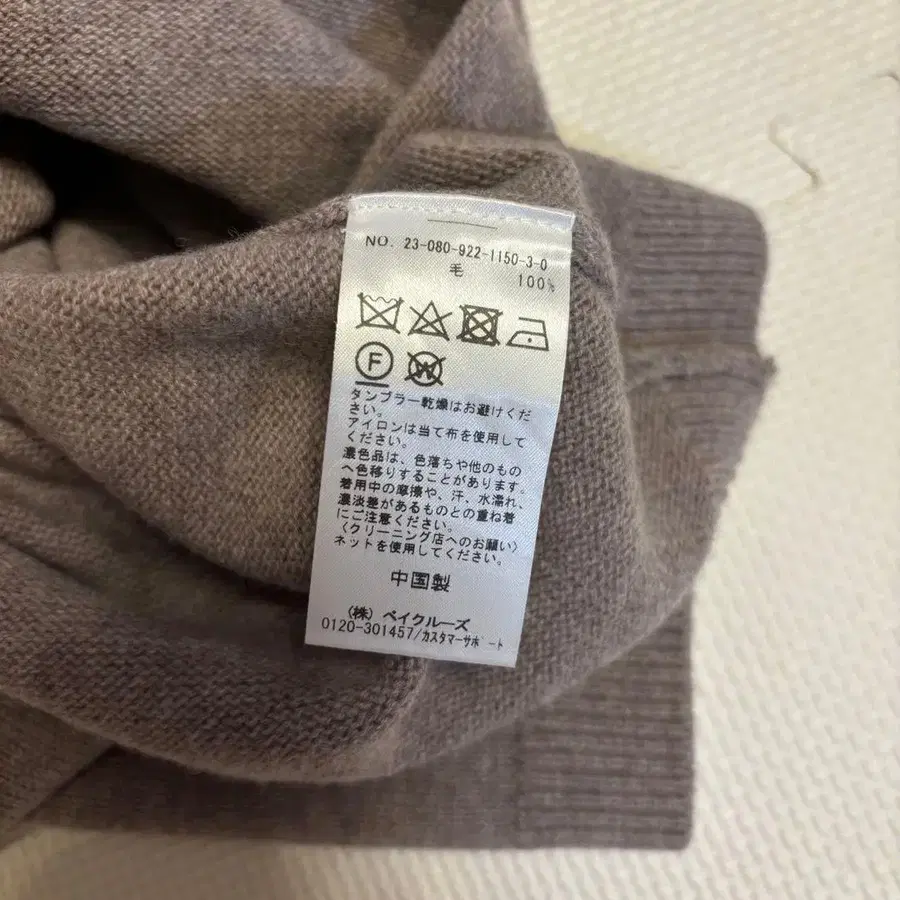 NO. 23-080-922-1150-3-0
毛 100%
F
W
タンブラー乾燥はお避けくだ
さい。
アイロンは当て布を使用して
ください。
濃色品は、色落ちや他のもの
へ色移りすることがあります。
着用中の摩擦や、汗、水濡れ、
濃淡差があるものとの重ね着
にご注意ください。
〈クリーニング店へのお願い〉
ネットを使用してください。
中国製
(株) ベイクルーズ
0120-301457/カスタマーサポート